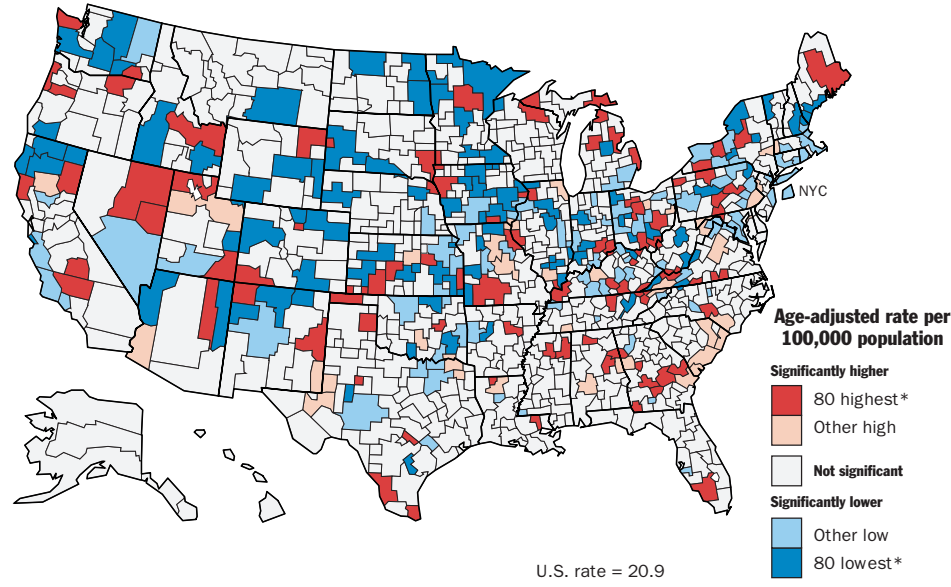 NYC
Age-adjusted rate per
100,000 population
Significantly higher
80 highest*
Other high
Not significant
Significantly lower
Other low
80 lowest*
U.S. rate = 20.9